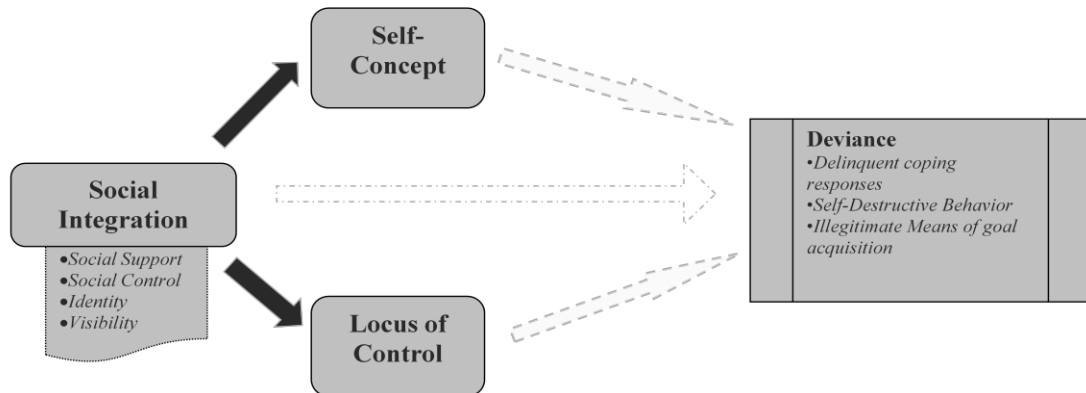 Self-
Concept
Social
Integration
•Social Support
•Social Control
•Identity
•Visibility
Locus of
Control
Deviance
•Delinquent coping
responses
•Self-Destructive Behavior
•Illegitimate Means of goal
acquisition